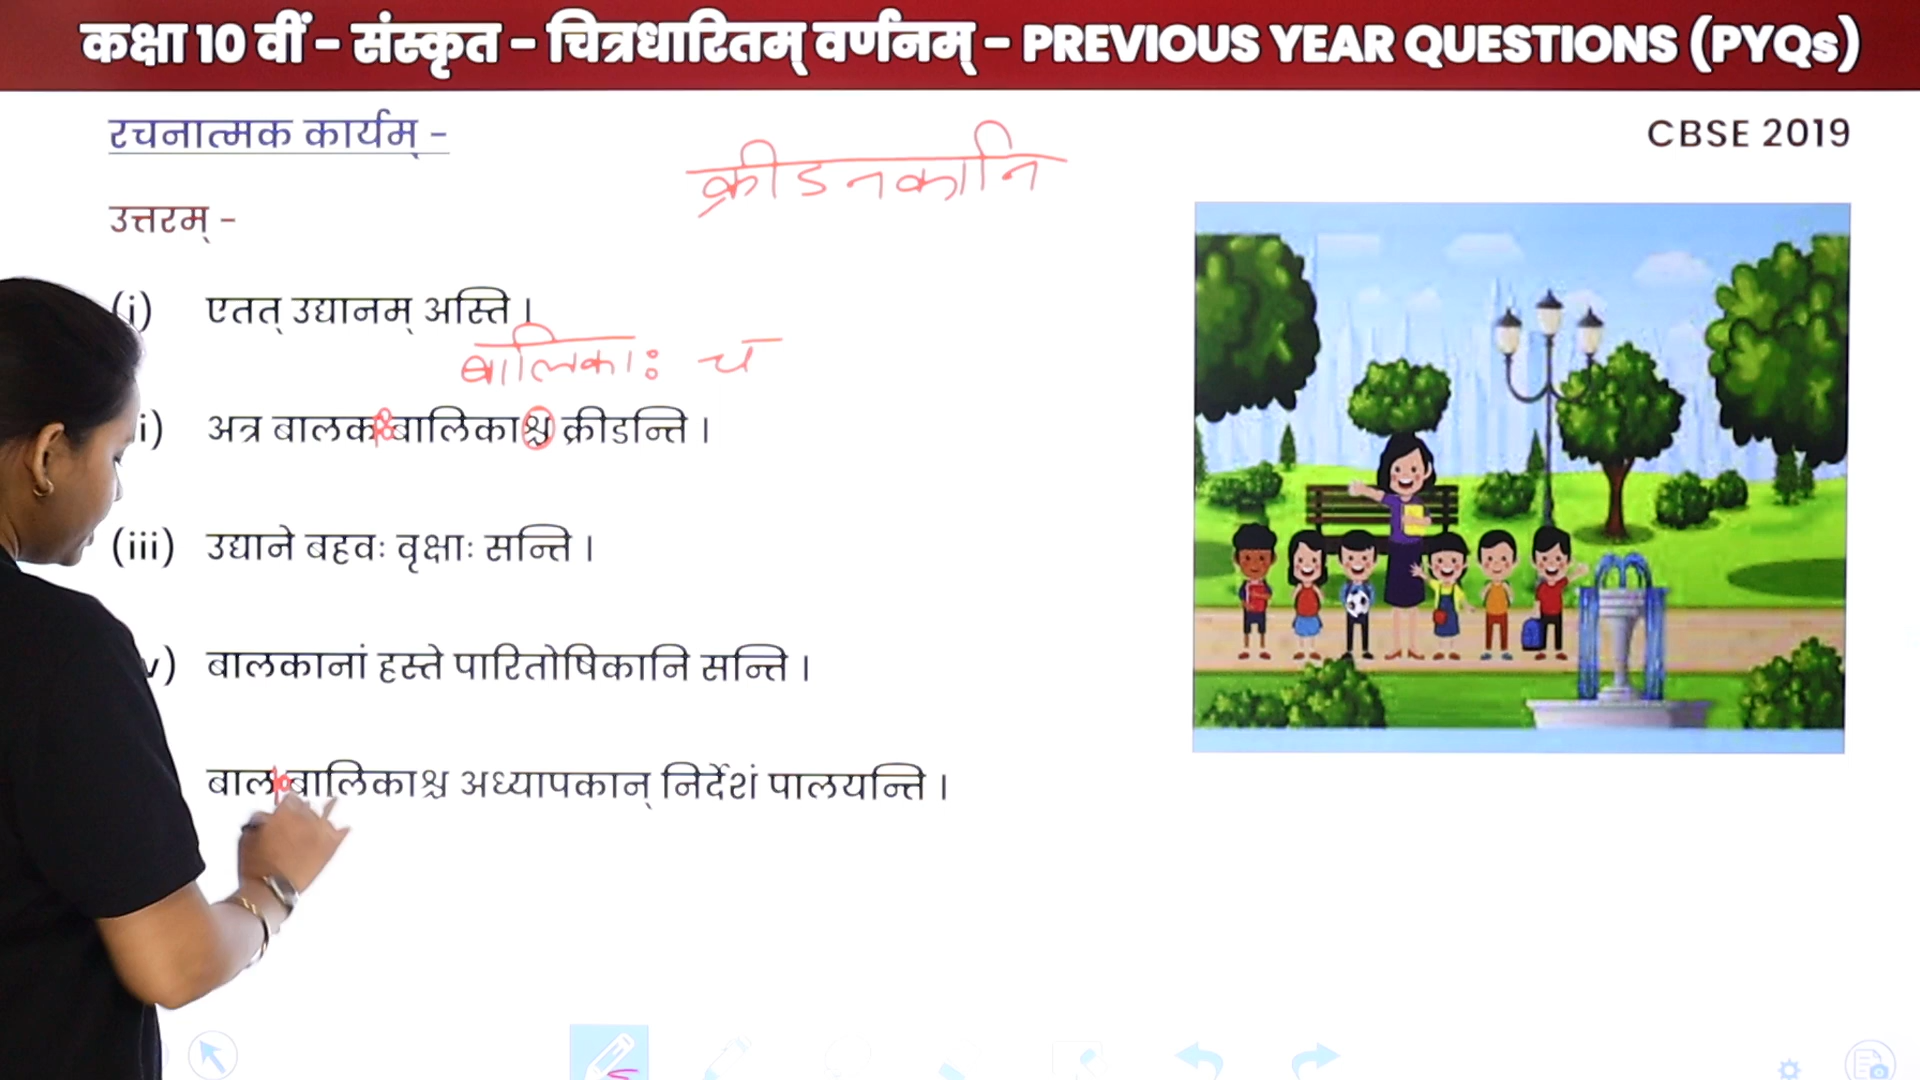 कक्षा 10 वीं - संस्कृत - चित्रधारितम् वर्णनम् - PREVIOUS YEAR QUESTIONS (PYQs)
रचनात्मक कार्यम् -
CBSE 2019
क्रीडनकानि
उत्तरम् -
(i) एतत् उद्यानम् अस्ति ।
बालिकाः च
i) अत्र बालकाः बालिकाश्च क्रीडन्ति ।
(iii) उद्याने बहवः वृक्षाः सन्ति ।
v) बालकानां हस्ते पारितोषिकानि सन्ति ।
बालाः बालिकाश्च अध्यापकान् निर्देशं पालयन्ति ।